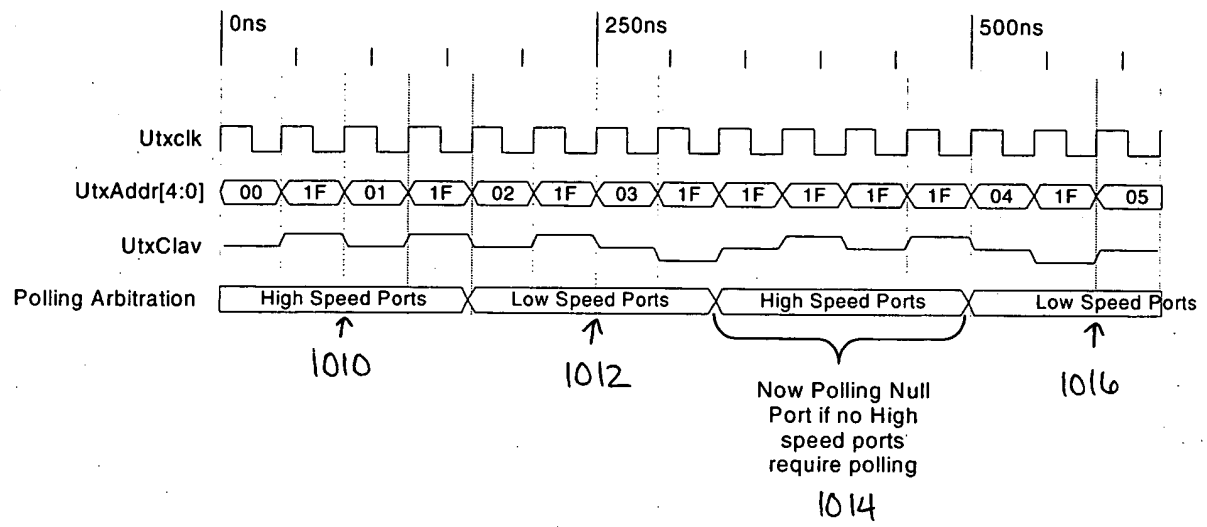 0ns 250ns 500ns
Utxclk
UtxAddr[4:0] 00 1F 01 1F 02 1F 03 1F 1F 1F 1F 1F 04 1F 05
UtxClav
Polling Arbitration High Speed Ports Low Speed Ports High Speed Ports Low Speed Ports
1010 1012 1016
Now Polling Null
Port if no High
speed ports
require polling
1014